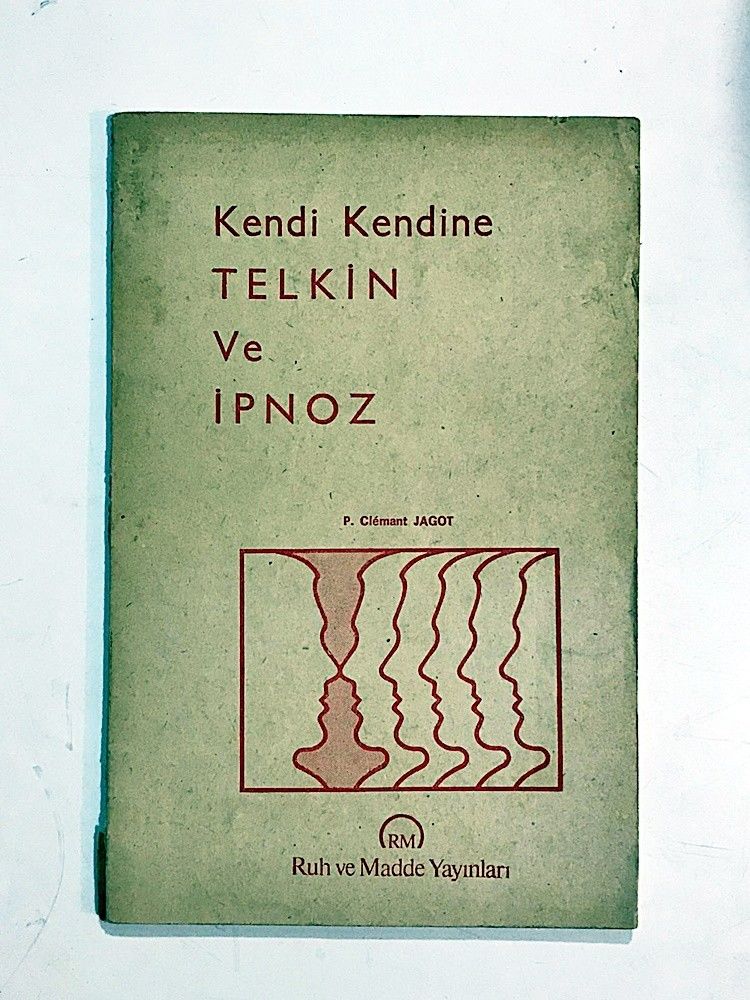 Kendi Kendine
TELKİN
Ve
İPNOZ
P. Clémant JAGOT
RM
Ruh ve Madde Yayınları